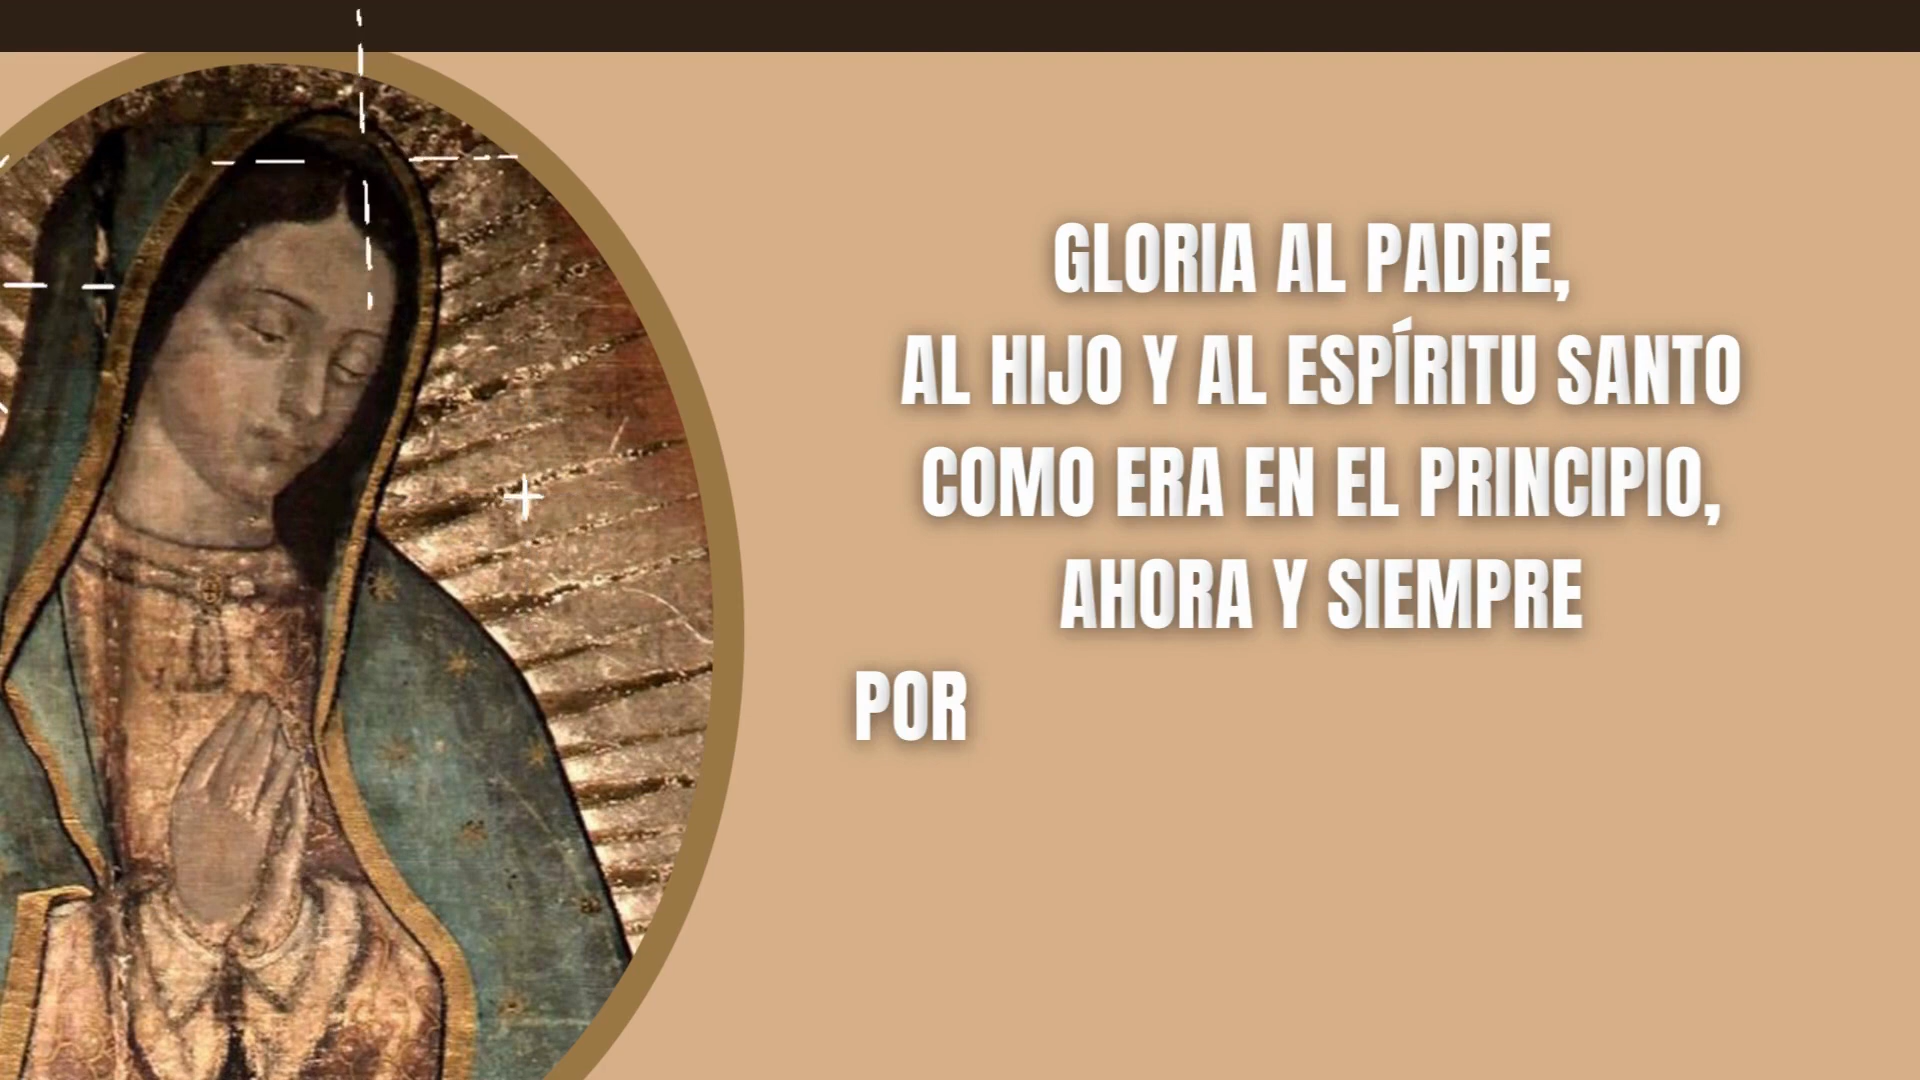 GLORIA AL PADRE,
AL HIJO Y AL ESPÍRITU SANTO
COMO ERA EN EL PRINCIPIO,
AHORA Y SIEMPRE
POR